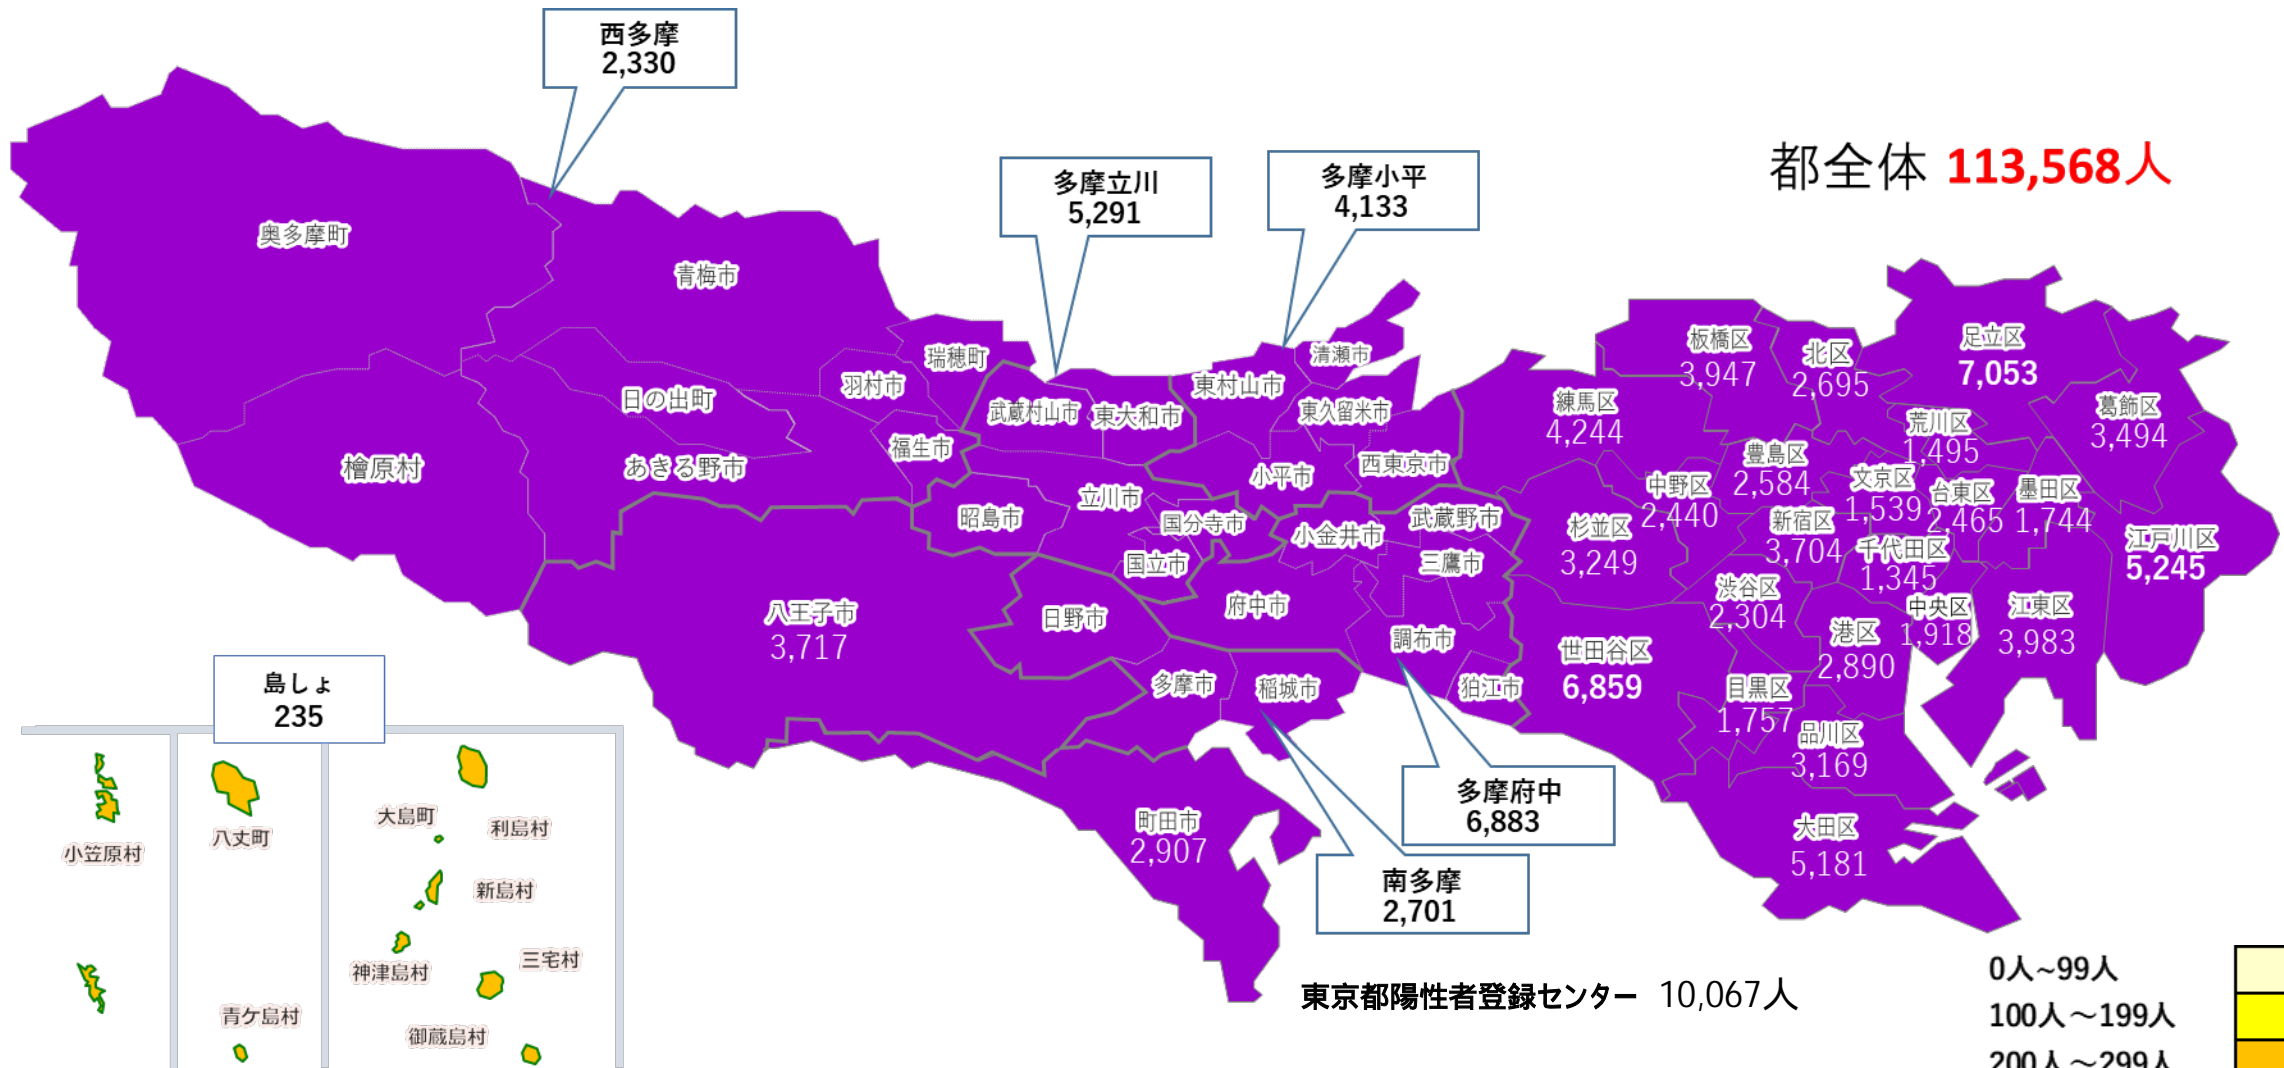 西多摩
2,330
多摩立川
5,291
多摩小平
4,133
都全体 113,568人
奥多摩町
青梅市
瑞穂町
羽村市
日の出町
福生市
あきる野市
檜原村
武蔵村山市
東大和市
東村山市
清瀬市
東久留米市
西東京市
小平市
立川市
昭島市
国分寺市
国立市
小金井市
武蔵野市
三鷹市
府中市
調布市
狛江市
八王子市
3,717
日野市
多摩市
稲城市
町田市
2,907
多摩府中
6,883
南多摩
2,701
板橋区
3,947
北区
2,695
足立区
7,053
葛飾区
3,494
練馬区
4,244
荒川区
1,495
豊島区
2,584
文京区
1,539
台東区
2,465
墨田区
1,744
中野区
2,440
杉並区
3,249
新宿区
3,704
千代田区
1,345
江戸川区
5,245
渋谷区
2,304
中央区
1,918
江東区
3,983
港区
2,890
世田谷区
6,859
目黒区
1,757
品川区
3,169
大田区
5,181
島しょ
235
小笠原村
八丈町
青ケ島村
大島町
利島村
新島村
神津島村
三宅村
御蔵島村
東京都陽性者登録センター 10,067人
0人~99人
100人～199人
200人～299人